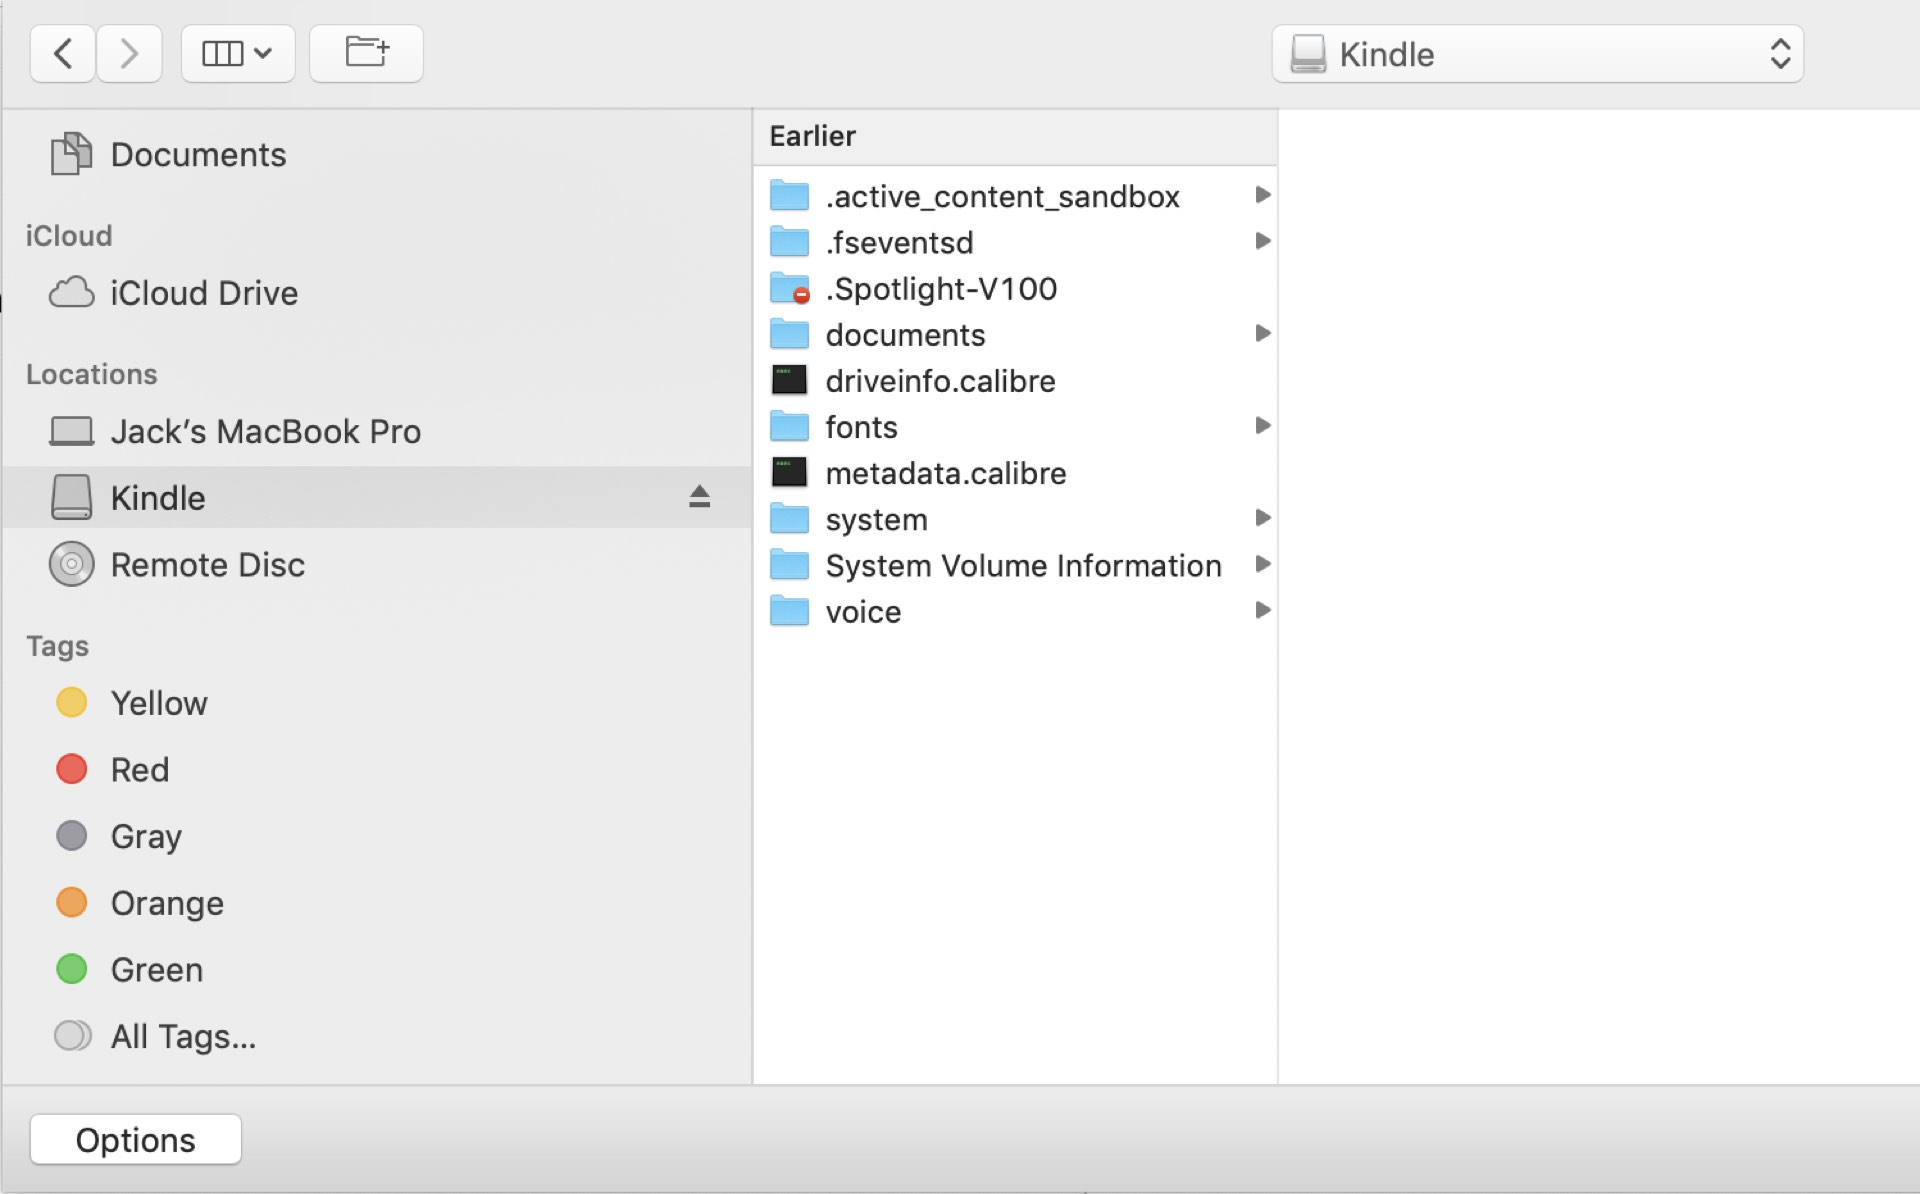 Kindle
Documents
iCloud
iCloud Drive
Locations
Jack’s MacBook Pro
Kindle
Remote Disc
Tags
Yellow
Red
Gray
Orange
Green
All Tags...
Earlier
.active_content_sandbox
.fseventsd
.Spotlight-V100
documents
driveinfo.calibre
fonts
metadata.calibre
system
System Volume Information
voice
Options